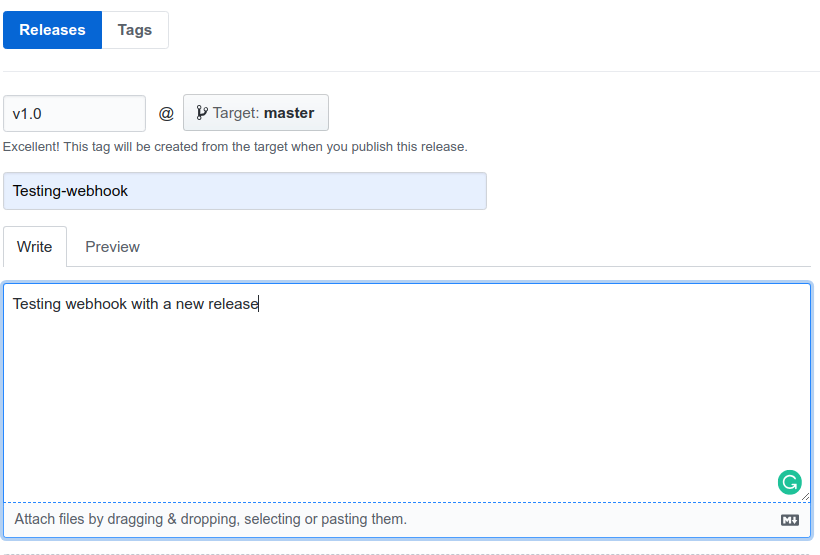 Releases Tags
v1.0 @ Target: master
Excellent! This tag will be created from the target when you publish this release.
Testing-webhook
Write Preview
Testing webhook with a new release
Attach files by dragging & dropping, selecting or pasting them.